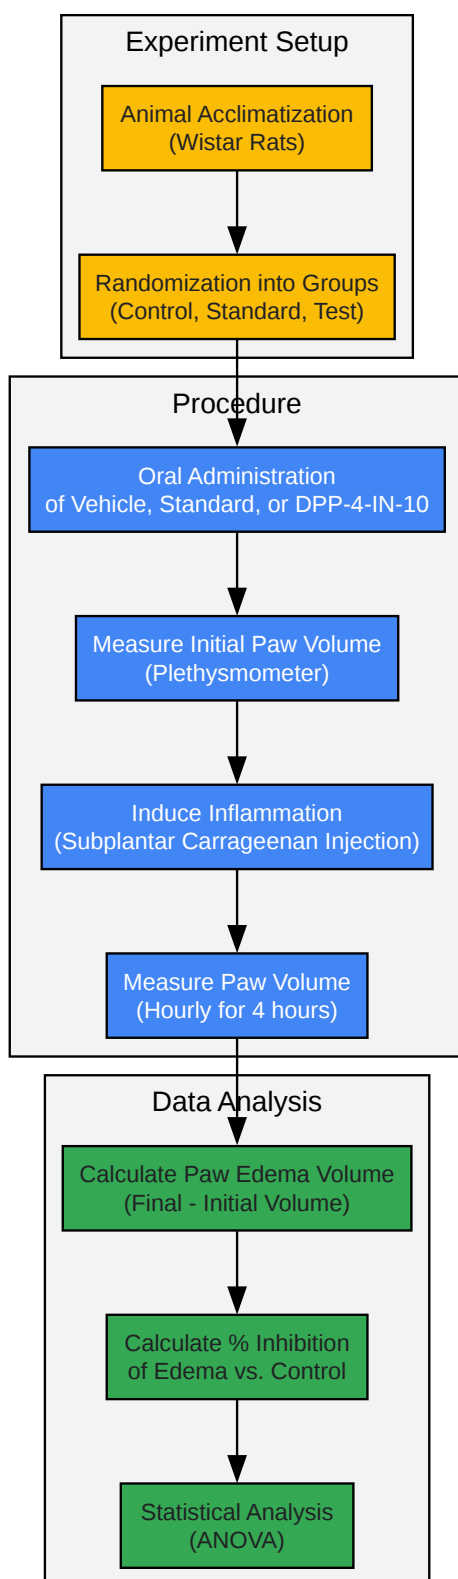 Experiment Setup
Animal Acclimatization
(Wistar Rats)
Randomization into Groups
(Control, Standard, Test)
Procedure
Oral Administration
of Vehicle, Standard, or DPP-4-IN-10
Measure Initial Paw Volume
(Plethysmometer)
Induce Inflammation
(Subplantar Carrageenan Injection)
Measure Paw Volume
(Hourly for 4 hours)
Data Analysis
Calculate Paw Edema Volume
(Final - Initial Volume)
Calculate % Inhibition
of Edema vs. Control
Statistical Analysis
(ANOVA)